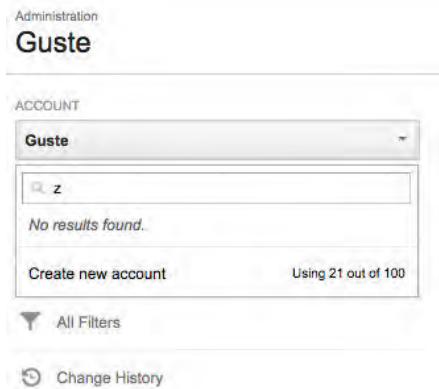 Administration
Guste
ACCOUNT
Guste
z
No results found.
Create new account Using 21 out of 100
All Filters
Change History